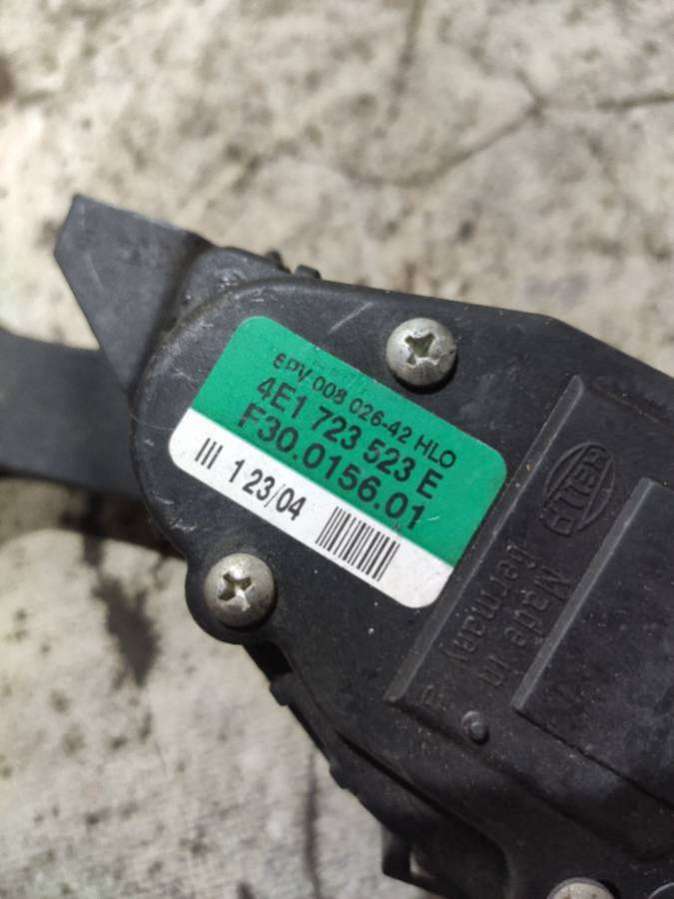 6PV 008 026-42 HLO
4E1 723 523 E
F30.0156.01
III 1 23/04
HELLA
Made in
Germany